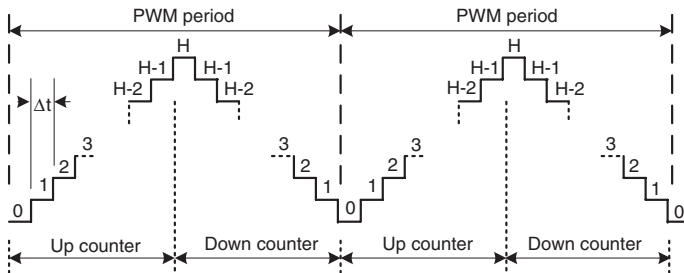 PWM period PWM period
H H
H-1 H-1 H-1 H-1
H-2 H-2 H-2 H-2
Δt
3 3 3 3
2 2 2 2
1 1 1 1
0 0 0
Up counter Down counter Up counter Down counter